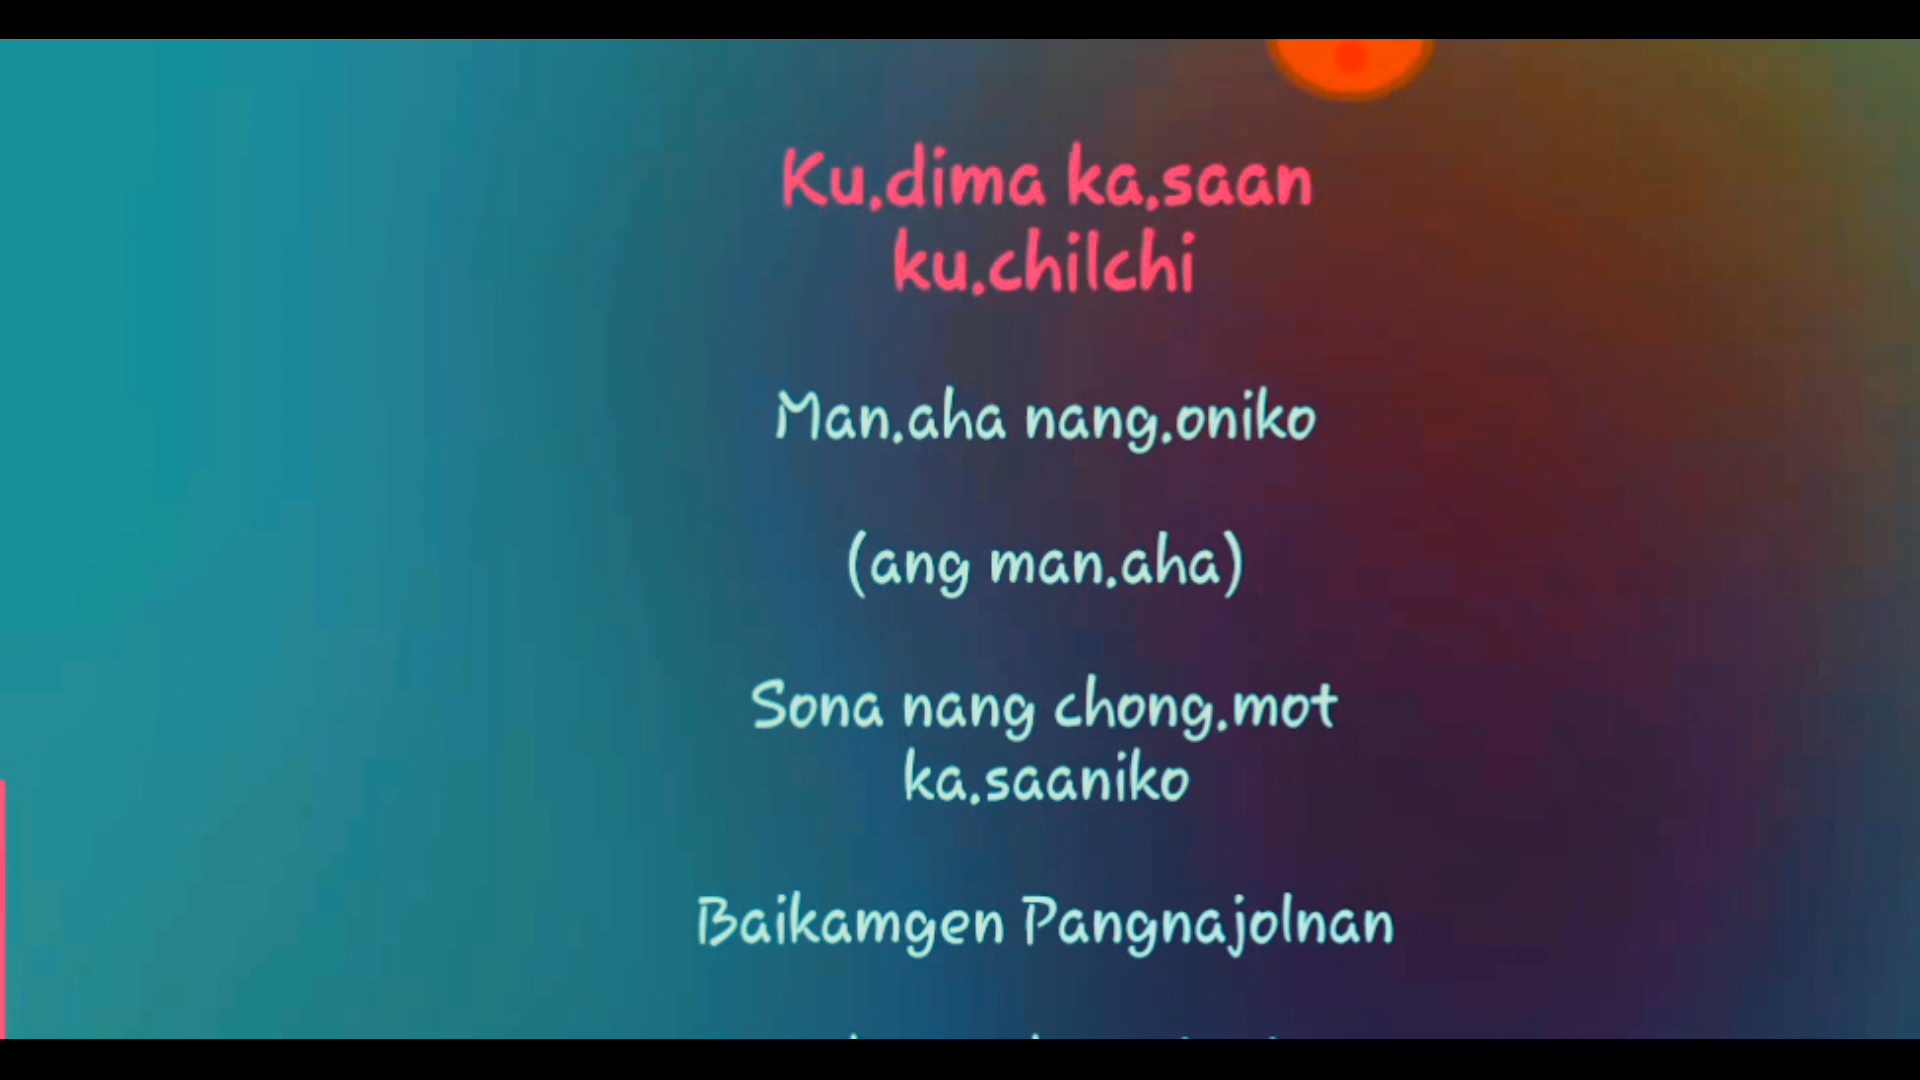 Ku.dima ka.saan
ku.chilchi
Man.aha nang.oniko
(ang man.aha)
Sona nang chong.mot
ka.saaniko
Baikamgen Pangnajolnan